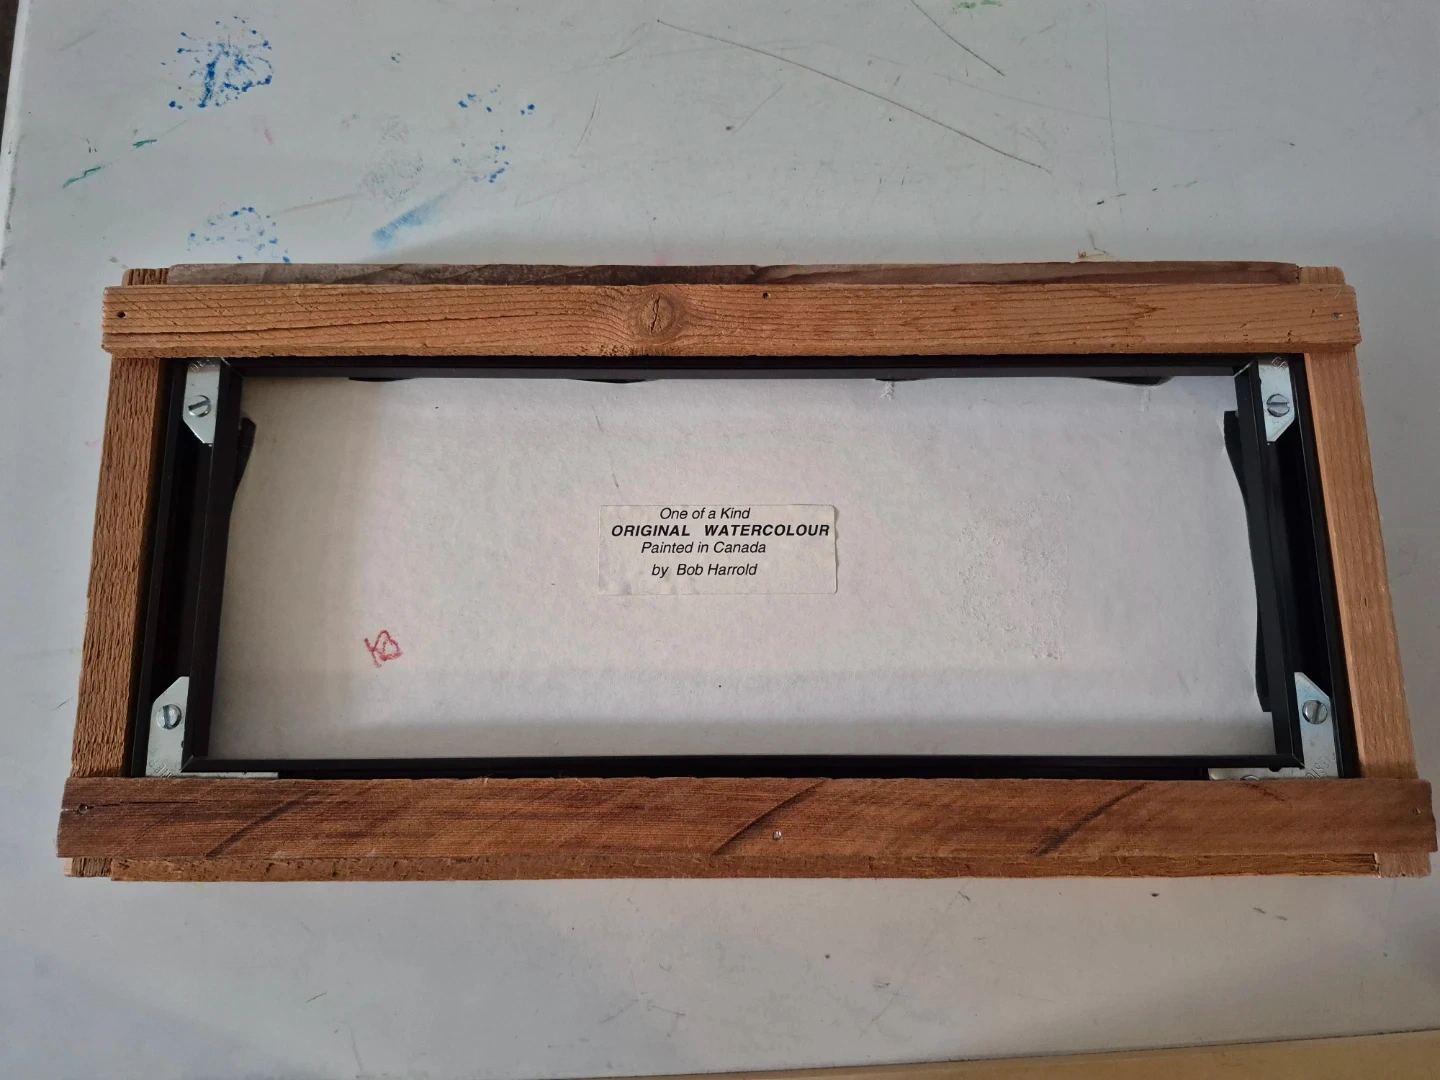 One of a Kind
ORIGINAL WATERCOLOUR
Painted in Canada
by Bob Harrold